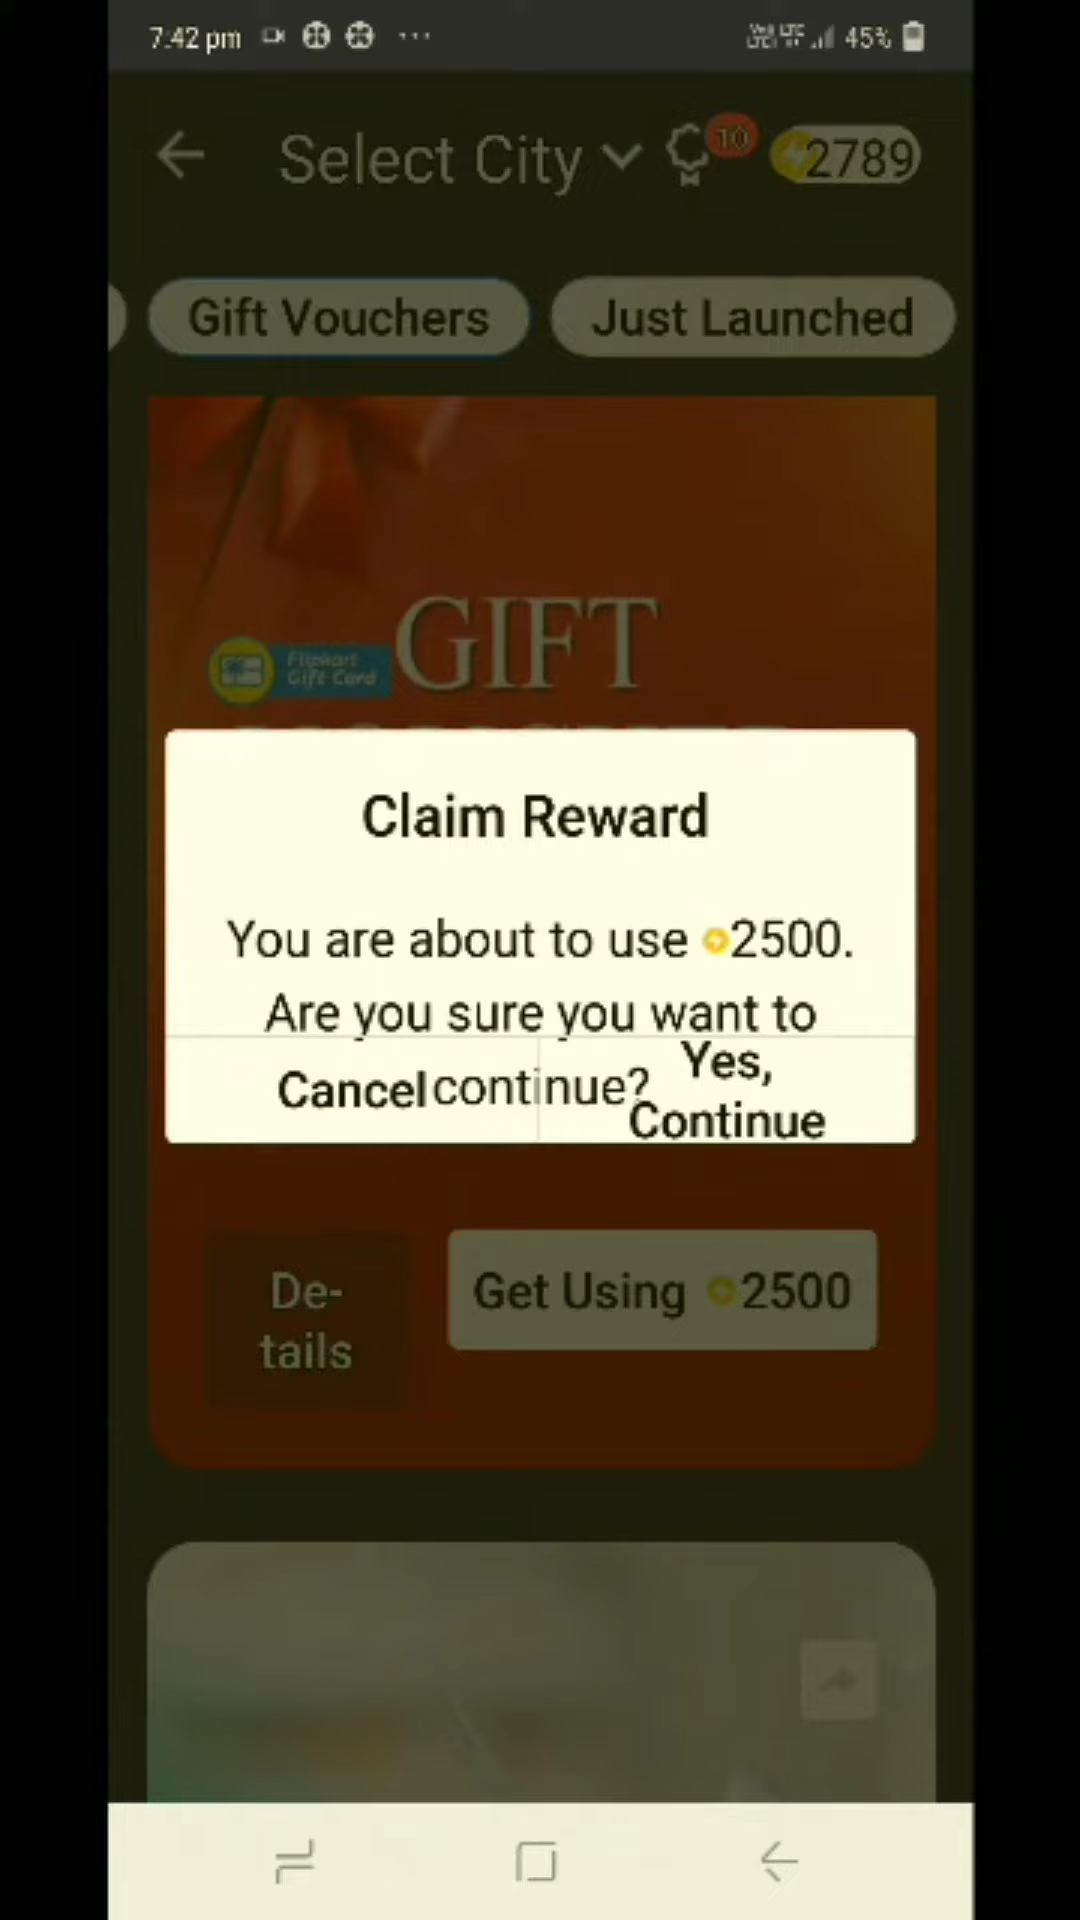 7:42 pm ... 45%
Select City 10 2789
Gift Vouchers Just Launched
GIFT
Flipkart
Gift Card
Claim Reward
You are about to use 2500.
Are you sure you want to
continue?
Cancel Yes,
Continue
De-
tails
Get Using 2500